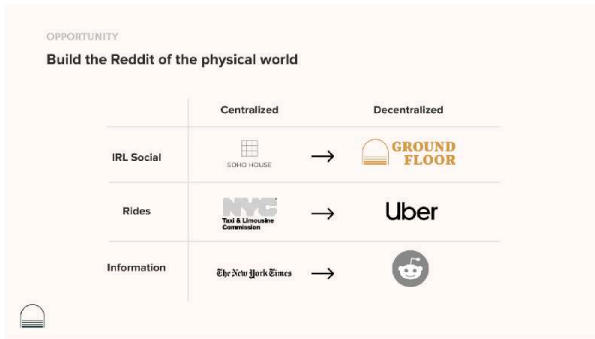 OPPORTUNITY
Build the Reddit of the physical world
Centralized
Decentralized
IRL Social
SOHO HOUSE
GROUND
FLOOR
Rides
NYC
Taxi & Limousine
Commission
Uber
Information
The New York Times